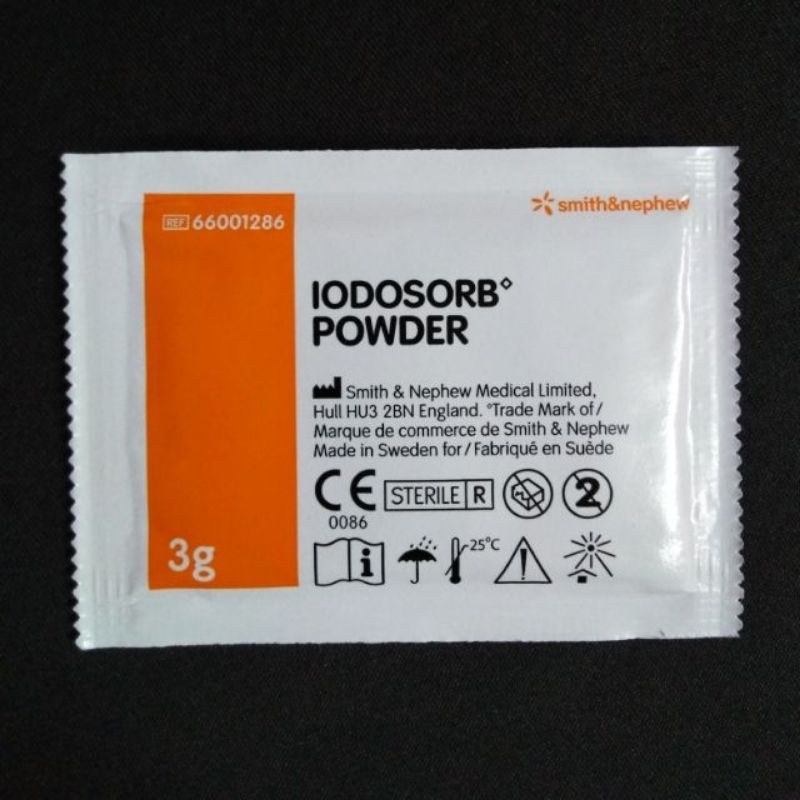 REF 66001286
smith&nephew
IODOSORB◊
POWDER
Smith & Nephew Medical Limited,
Hull HU3 2BN England. ◊Trade Mark of /
Marque de commerce de Smith & Nephew
Made in Sweden for / Fabriqué en Suède
CE STERILE R 2
0086
i 25°C !
3g